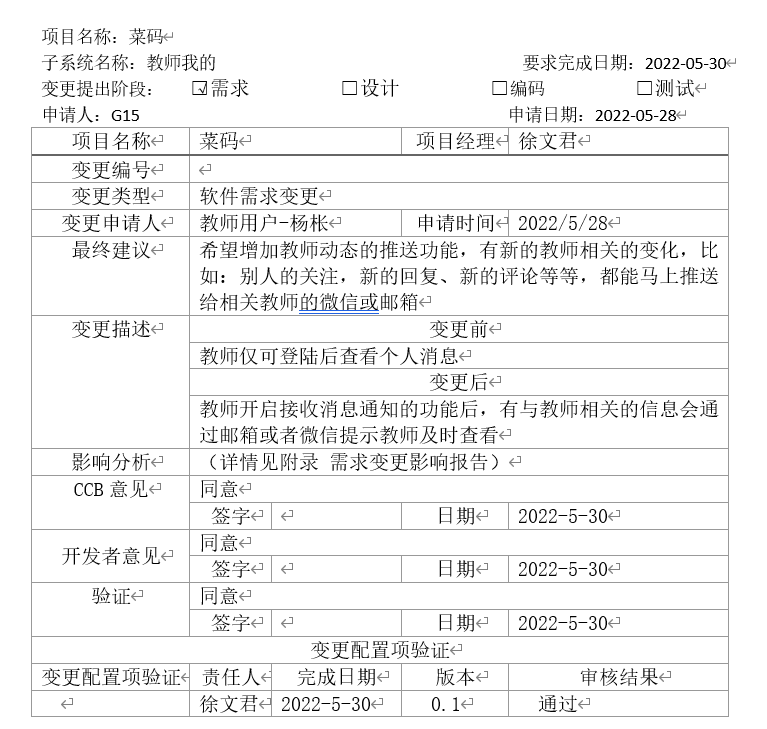 项目名称：菜码
子系统名称：教师我的 要求完成日期：2022-05-30
变更提出阶段： ☑需求 ☐设计 ☐编码 ☐测试
申请人：G15 申请日期：2022-05-28
项目名称 菜码 项目经理 徐文君
变更编号
变更类型 软件需求变更
变更申请人 教师用户-杨枨 申请时间 2022/5/28
最终建议 希望增加教师动态的推送功能，有新的教师相关的变化，比
如：别人的关注，新的回复、新的评论等等，都能马上推送
给相关教师的微信或邮箱
变更描述 变更前
教师仅可登陆后查看个人消息
变更后
教师开启接收消息通知的功能后，有与教师相关的信息会通
过邮箱或者微信提示教师及时查看
影响分析 （详情见附录 需求变更影响报告）
CCB 意见 同意
签字 日期 2022-5-30
开发者意见 同意
签字 日期 2022-5-30
验证 同意
签字 日期 2022-5-30
变更配置项验证
变更配置项验证 责任人 完成日期 版本 审核结果
徐文君 2022-5-30 0.1 通过